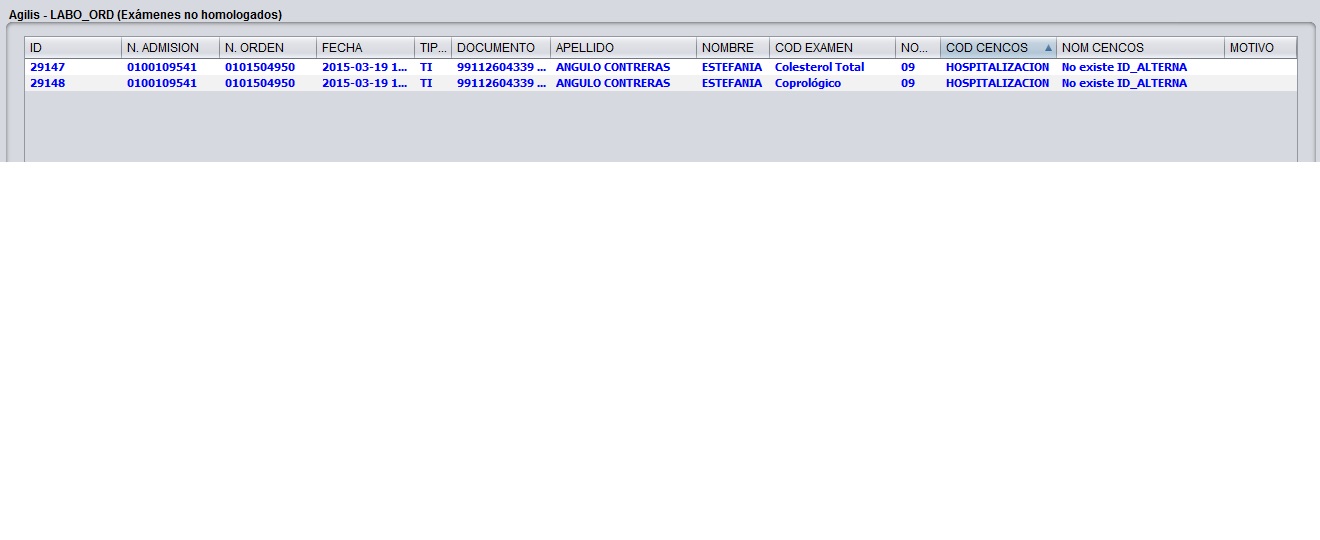 Agilis - LABO_ORD (Exámenes no homologados)
ID N. ADMISION N. ORDEN FECHA TIP... DOCUMENTO APELLIDO NOMBRE COD EXAMEN NO... COD CENCOS NOM CENCOS MOTIVO
29147 0100109541 0101504950 2015-03-19 1... TI 99112604339 ... ANGULO CONTRERAS ESTEFANIA Colesterol Total 09 HOSPITALIZACION No existe ID_ALTERNA
29148 0100109541 0101504950 2015-03-19 1... TI 99112604339 ... ANGULO CONTRERAS ESTEFANIA Coprológico 09 HOSPITALIZACION No existe ID_ALTERNA